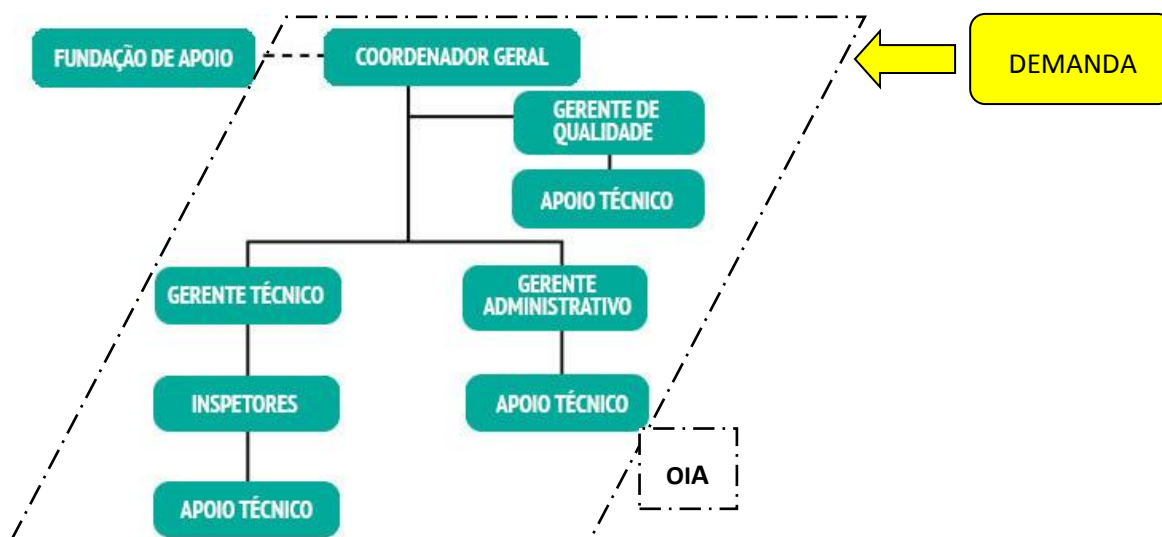 FUNDAÇÃO DE APOIO
COORDENADOR GERAL
DEMANDA
GERENTE DE
QUALIDADE
APOIO TÉCNICO
GERENTE TÉCNICO
GERENTE
ADMINISTRATIVO
INSPETORES
APOIO TÉCNICO
OIA
APOIO TÉCNICO